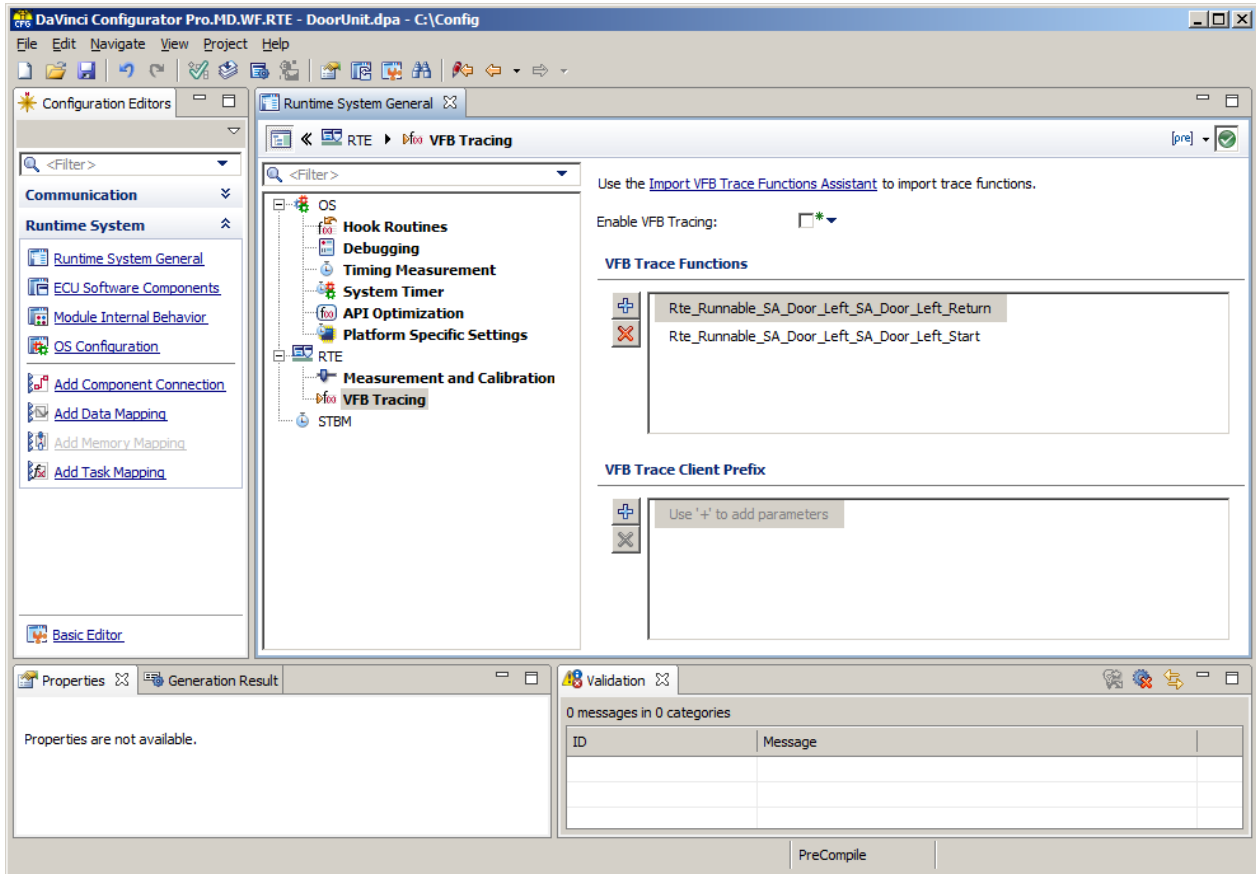 DaVinci Configurator Pro.MD.WF.RTE - DoorUnit.dpa - C:\Config
File Edit Navigate View Project Help
Configuration Editors
<Filter>
Communication
Runtime System
Runtime System General
ECU Software Components
Module Internal Behavior
OS Configuration
Add Component Connection
Add Data Mapping
Add Memory Mapping
Add Task Mapping
Basic Editor
Runtime System General
RTE VFB Tracing
[pre]
<Filter>
OS
Hook Routines
Debugging
Timing Measurement
System Timer
API Optimization
Platform Specific Settings
RTE
Measurement and Calibration
VFB Tracing
STBM
Use the Import VFB Trace Functions Assistant to import trace functions.
Enable VFB Tracing:
VFB Trace Functions
Rte_Runnable_SA_Door_Left_SA_Door_Left_Return
Rte_Runnable_SA_Door_Left_SA_Door_Left_Start
VFB Trace Client Prefix
Use '+' to add parameters
Properties Generation Result
Properties are not available.
Validation
0 messages in 0 categories
ID Message
PreCompile